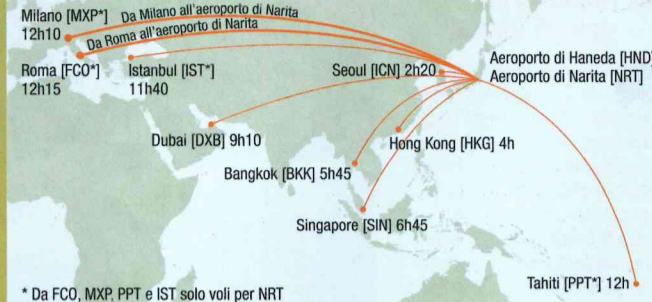 Milano [MXP*]
12h10
Da Milano all'aeroporto di Narita
Da Roma all'aeroporto di Narita
Roma [FCO*]
12h15
Istanbul [IST*]
11h40
Seoul [ICN] 2h20
Aeroporto di Haneda [HND]
Aeroporto di Narita [NRT]
Dubai [DXB] 9h10
Hong Kong [HKG] 4h
Bangkok [BKK] 5h45
Singapore [SIN] 6h45
Tahiti [PPT*] 12h
* Da FCO, MXP, PPT e IST solo voli per NRT